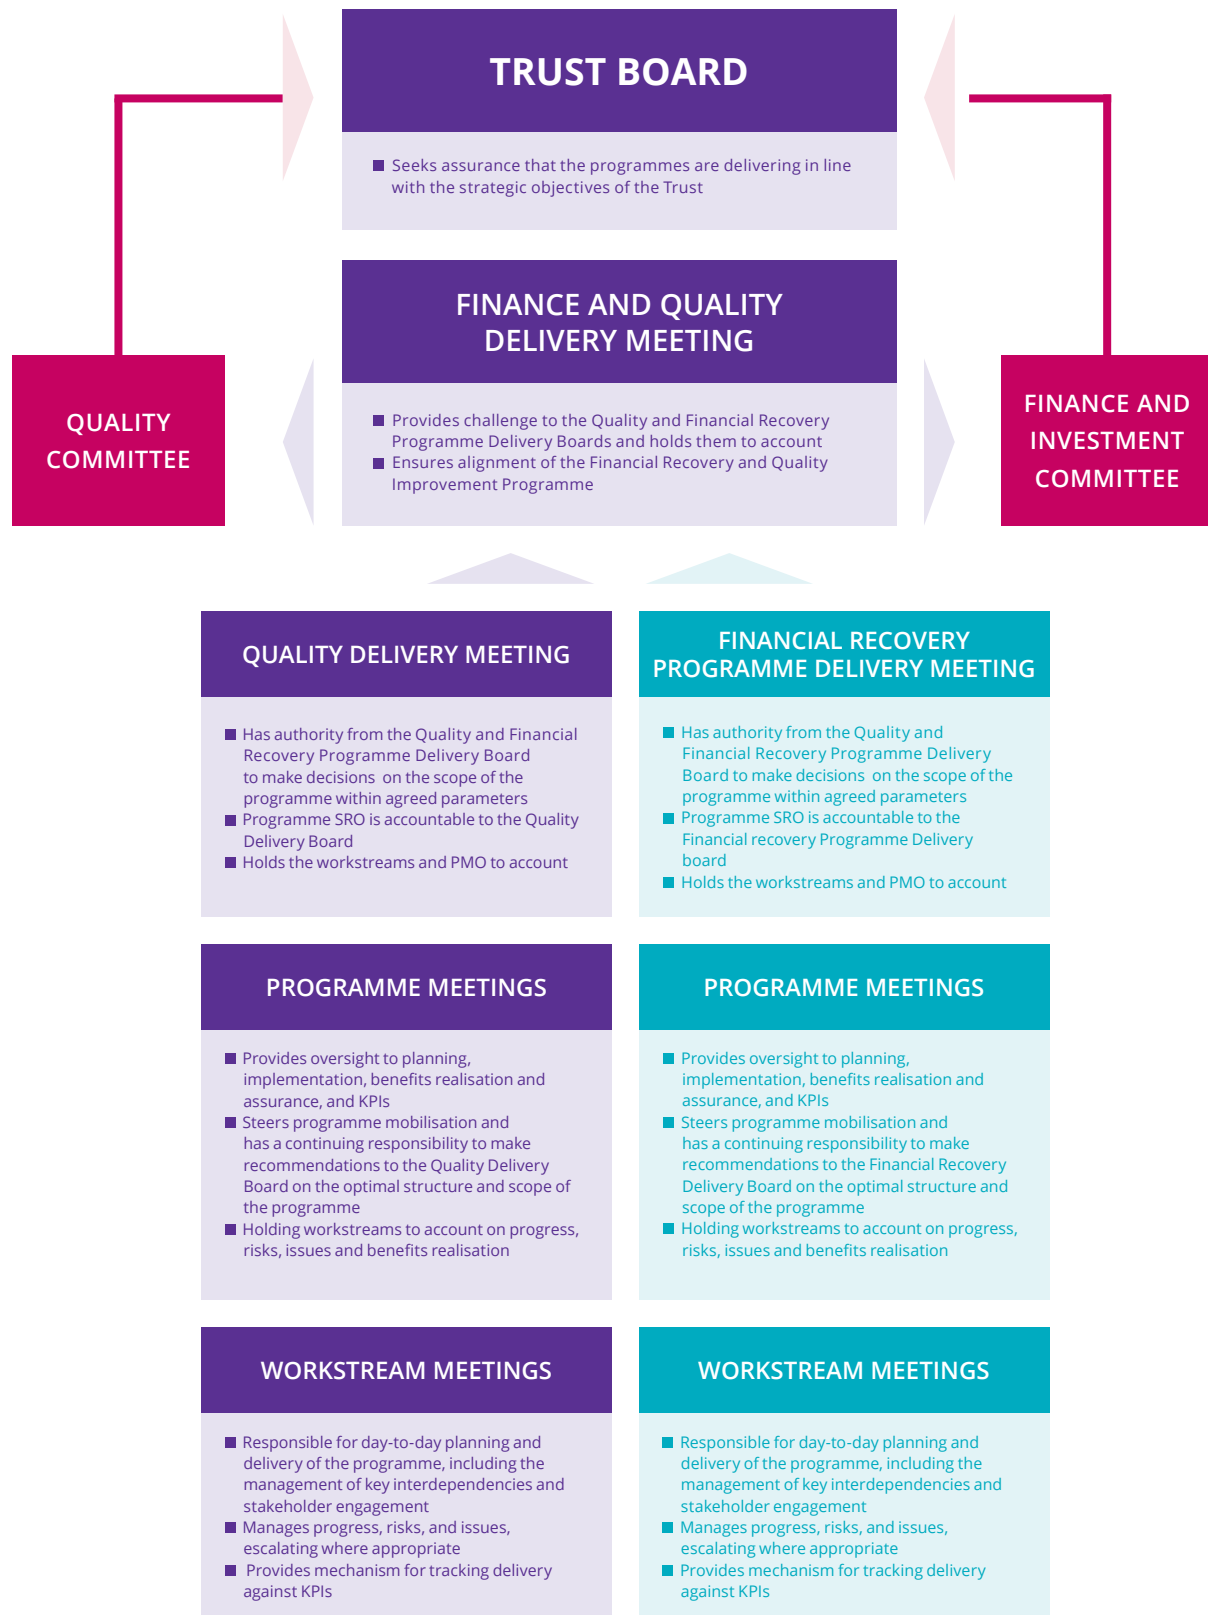 TRUST BOARD
■ Seeks assurance that the programmes are delivering in line
with the strategic objectives of the Trust
FINANCE AND QUALITY
DELIVERY MEETING
■ Provides challenge to the Quality and Financial Recovery
Programme Delivery Boards and holds them to account
■ Ensures alignment of the Financial Recovery and Quality
Improvement Programme
QUALITY
COMMITTEE
FINANCE AND
INVESTMENT
COMMITTEE
QUALITY DELIVERY MEETING
■ Has authority from the Quality and Financial
Recovery Programme Delivery Board
to make decisions on the scope of the
programme within agreed parameters
■ Programme SRO is accountable to the Quality
Delivery Board
■ Holds the workstreams and PMO to account
FINANCIAL RECOVERY
PROGRAMME DELIVERY MEETING
■ Has authority from the Quality and
Financial Recovery Programme Delivery
Board to make decisions on the scope of the
programme within agreed parameters
■ Programme SRO is accountable to the
Financial recovery Programme Delivery
board
■ Holds the workstreams and PMO to account
PROGRAMME MEETINGS
■ Provides oversight to planning,
implementation, benefits realisation and
assurance, and KPIs
■ Steers programme mobilisation and
has a continuing responsibility to make
recommendations to the Quality Delivery
Board on the optimal structure and scope of
the programme
■ Holding workstreams to account on progress,
risks, issues and benefits realisation
PROGRAMME MEETINGS
■ Provides oversight to planning,
implementation, benefits realisation and
assurance, and KPIs
■ Steers programme mobilisation and
has a continuing responsibility to make
recommendations to the Financial Recovery
Delivery Board on the optimal structure and
scope of the programme
■ Holding workstreams to account on progress,
risks, issues and benefits realisation
WORKSTREAM MEETINGS
■ Responsible for day-to-day planning and
delivery of the programme, including the
management of key interdependencies and
stakeholder engagement
■ Manages progress, risks, and issues,
escalating where appropriate
■ Provides mechanism for tracking delivery
against KPIs
WORKSTREAM MEETINGS
■ Responsible for day-to-day planning and
delivery of the programme, including the
management of key interdependencies and
stakeholder engagement
■ Manages progress, risks, and issues,
escalating where appropriate
■ Provides mechanism for tracking delivery
against KPIs